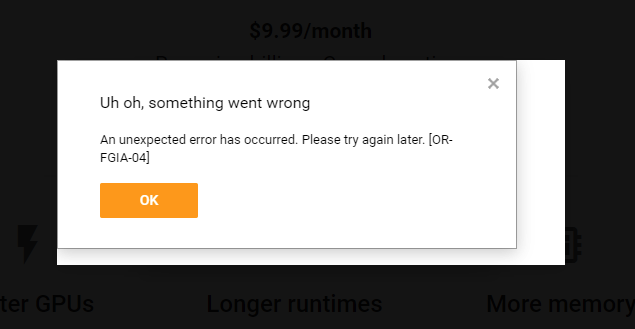 $9.99/month
Uh oh, something went wrong
An unexpected error has occurred. Please try again later. [OR-
FGIA-04]
OK
ter GPUs
Longer runtimes
More memory